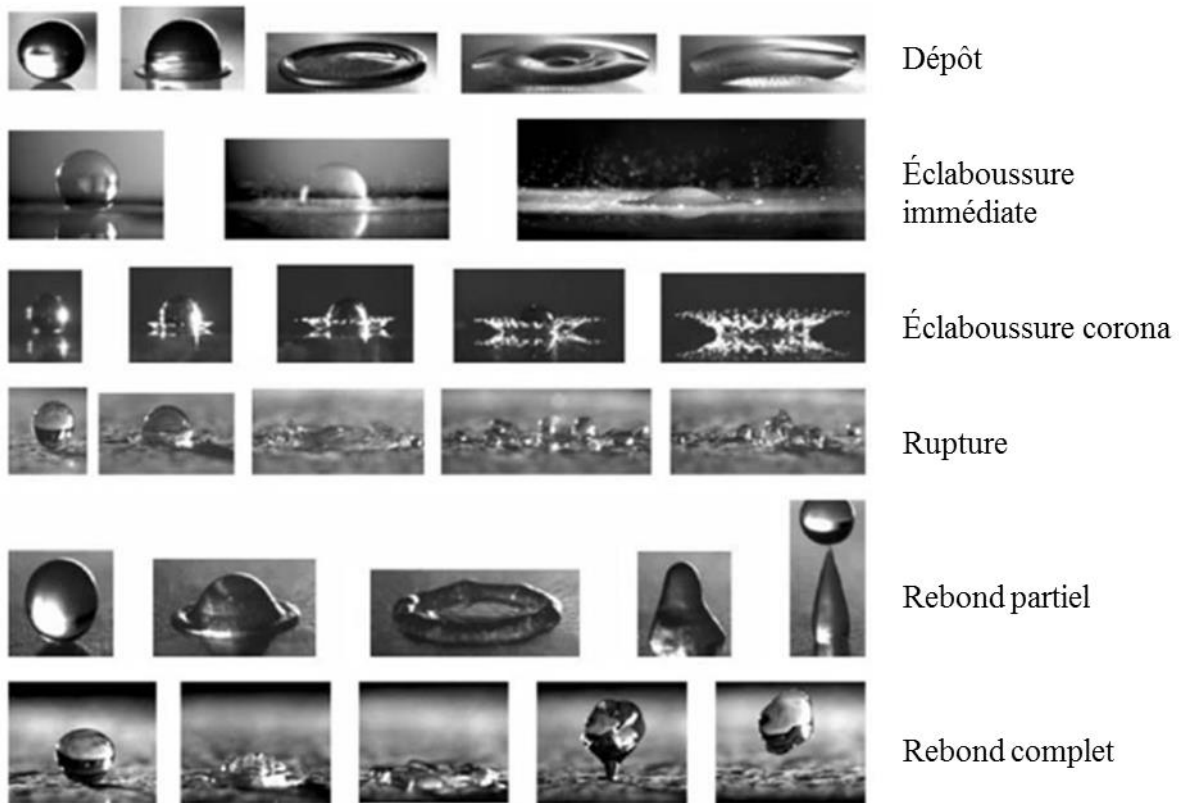 Dépôt
Éclaboussure
immédiate
Éclaboussure corona
Rupture
Rebond partiel
Rebond complet